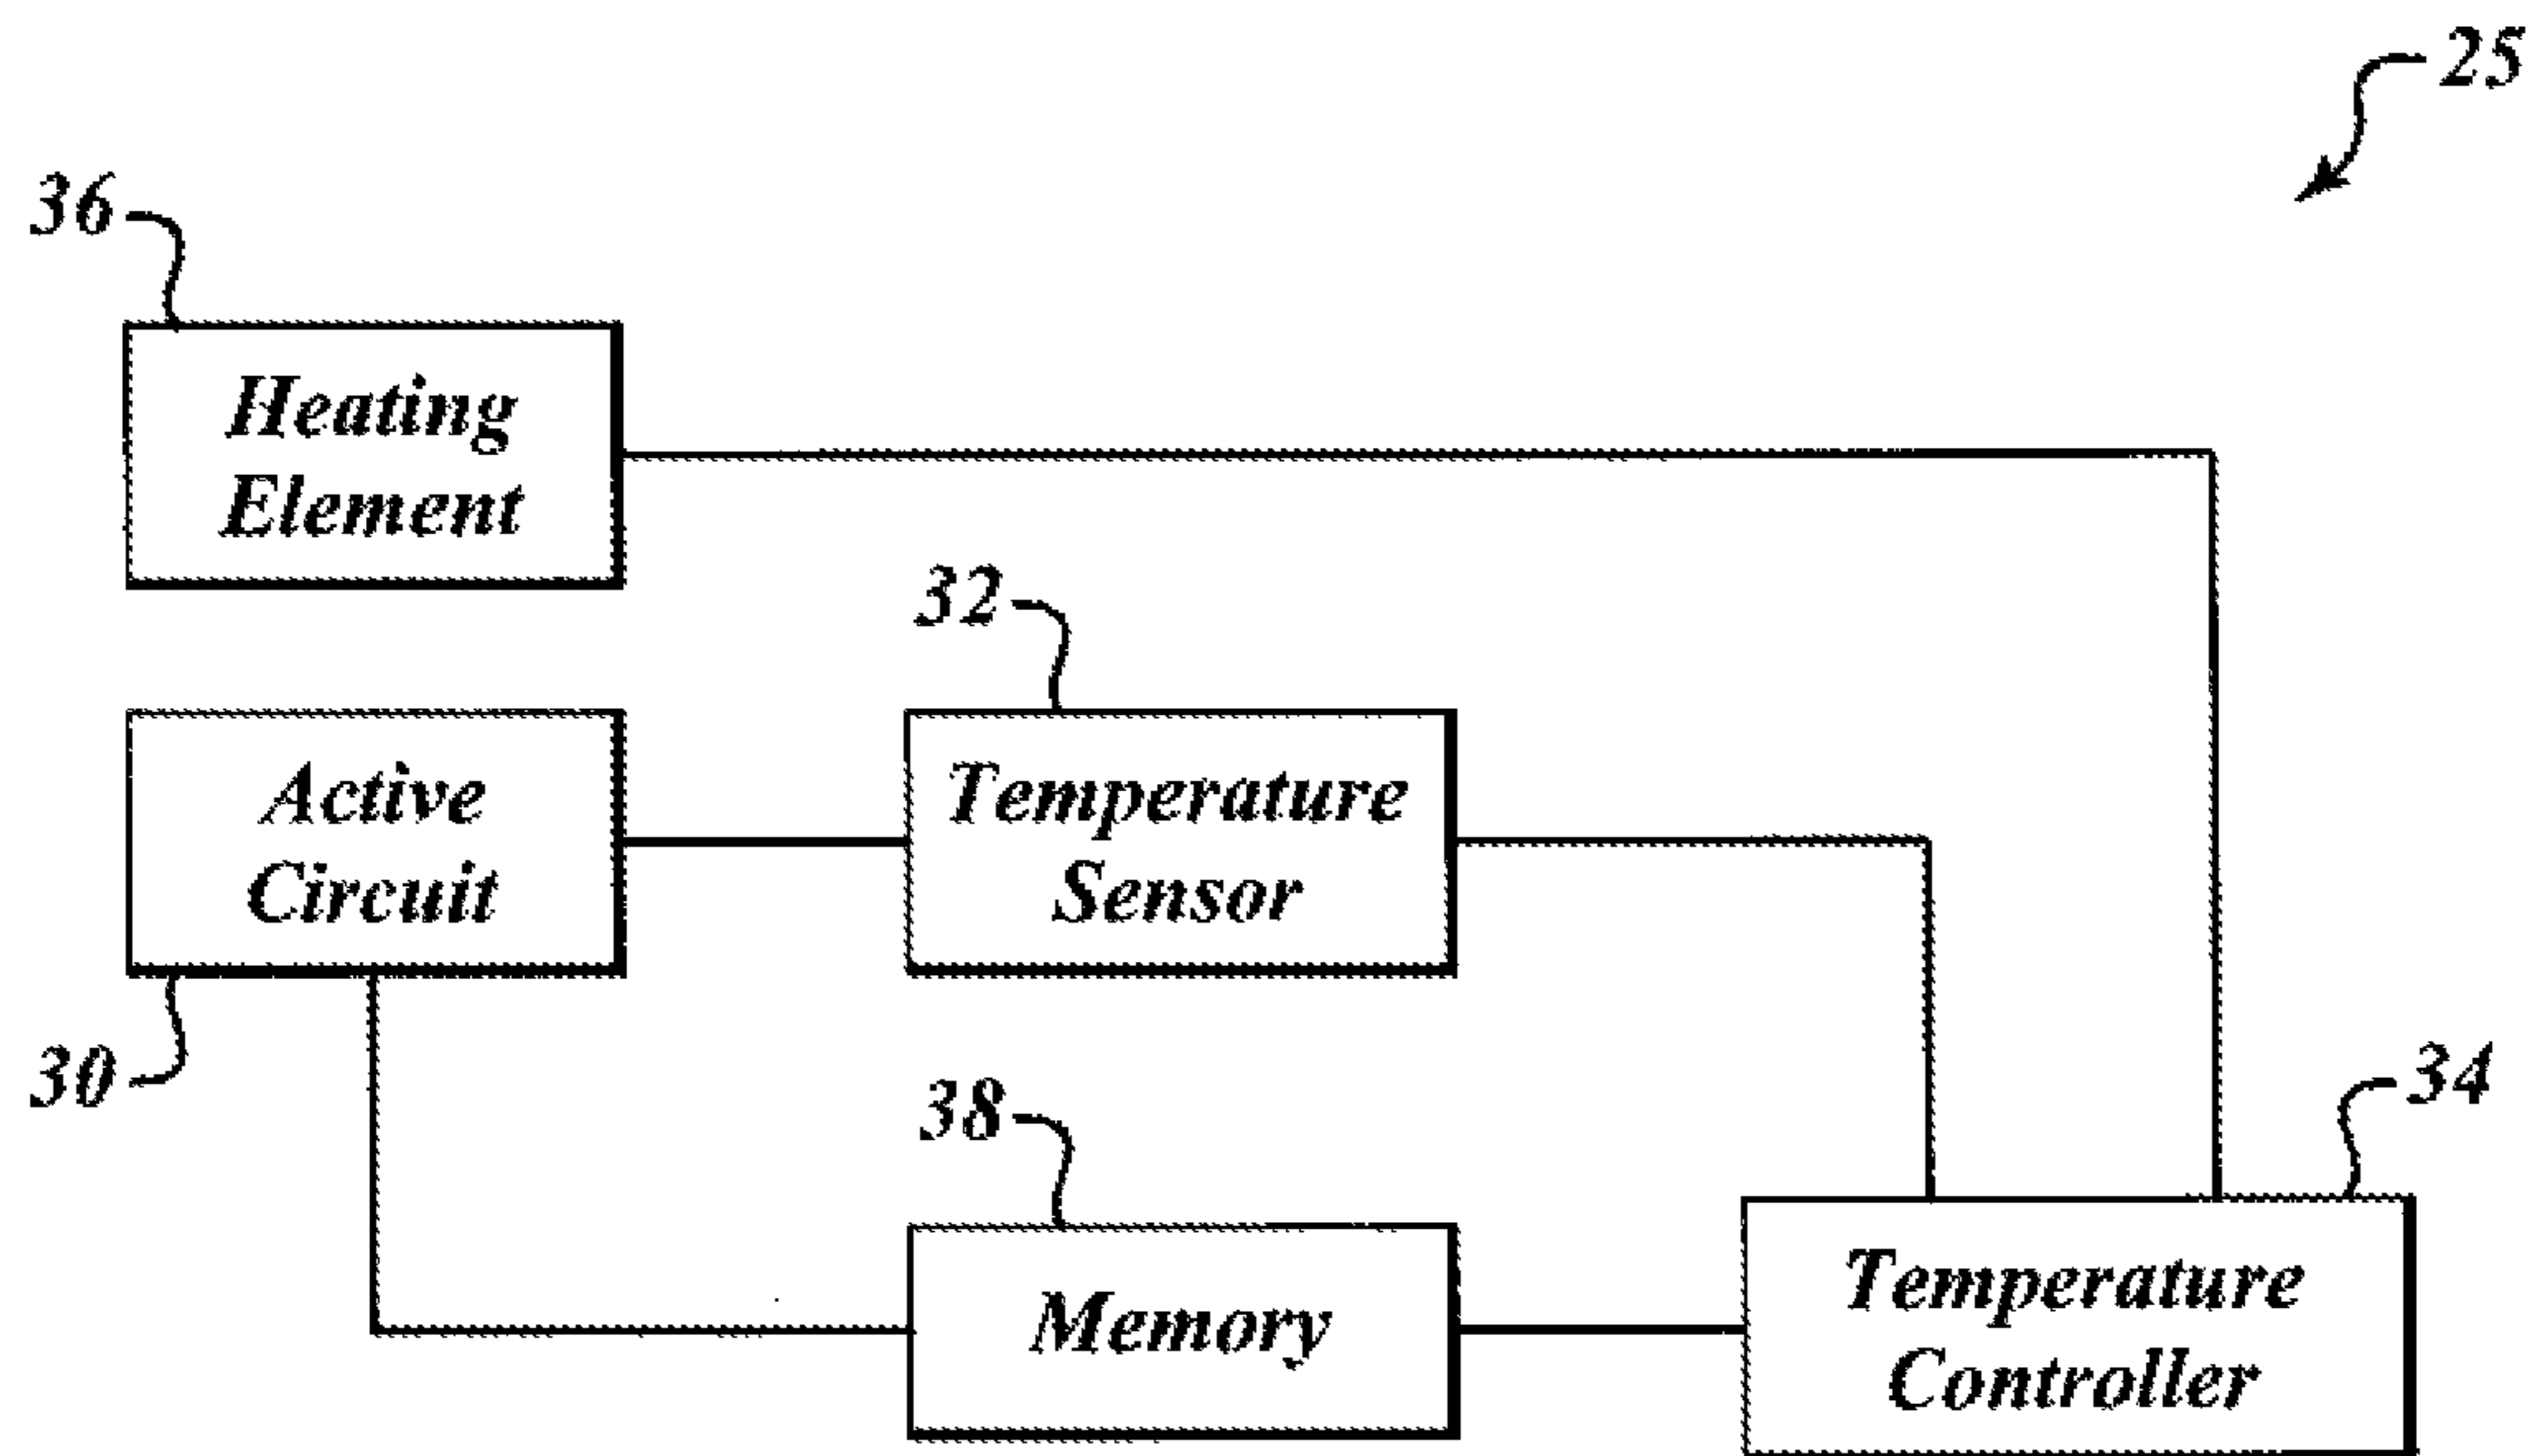 25
36
Heating
Element
32
Active
Circuit
Temperature
Sensor
30
38
34
Memory
Temperature
Controller